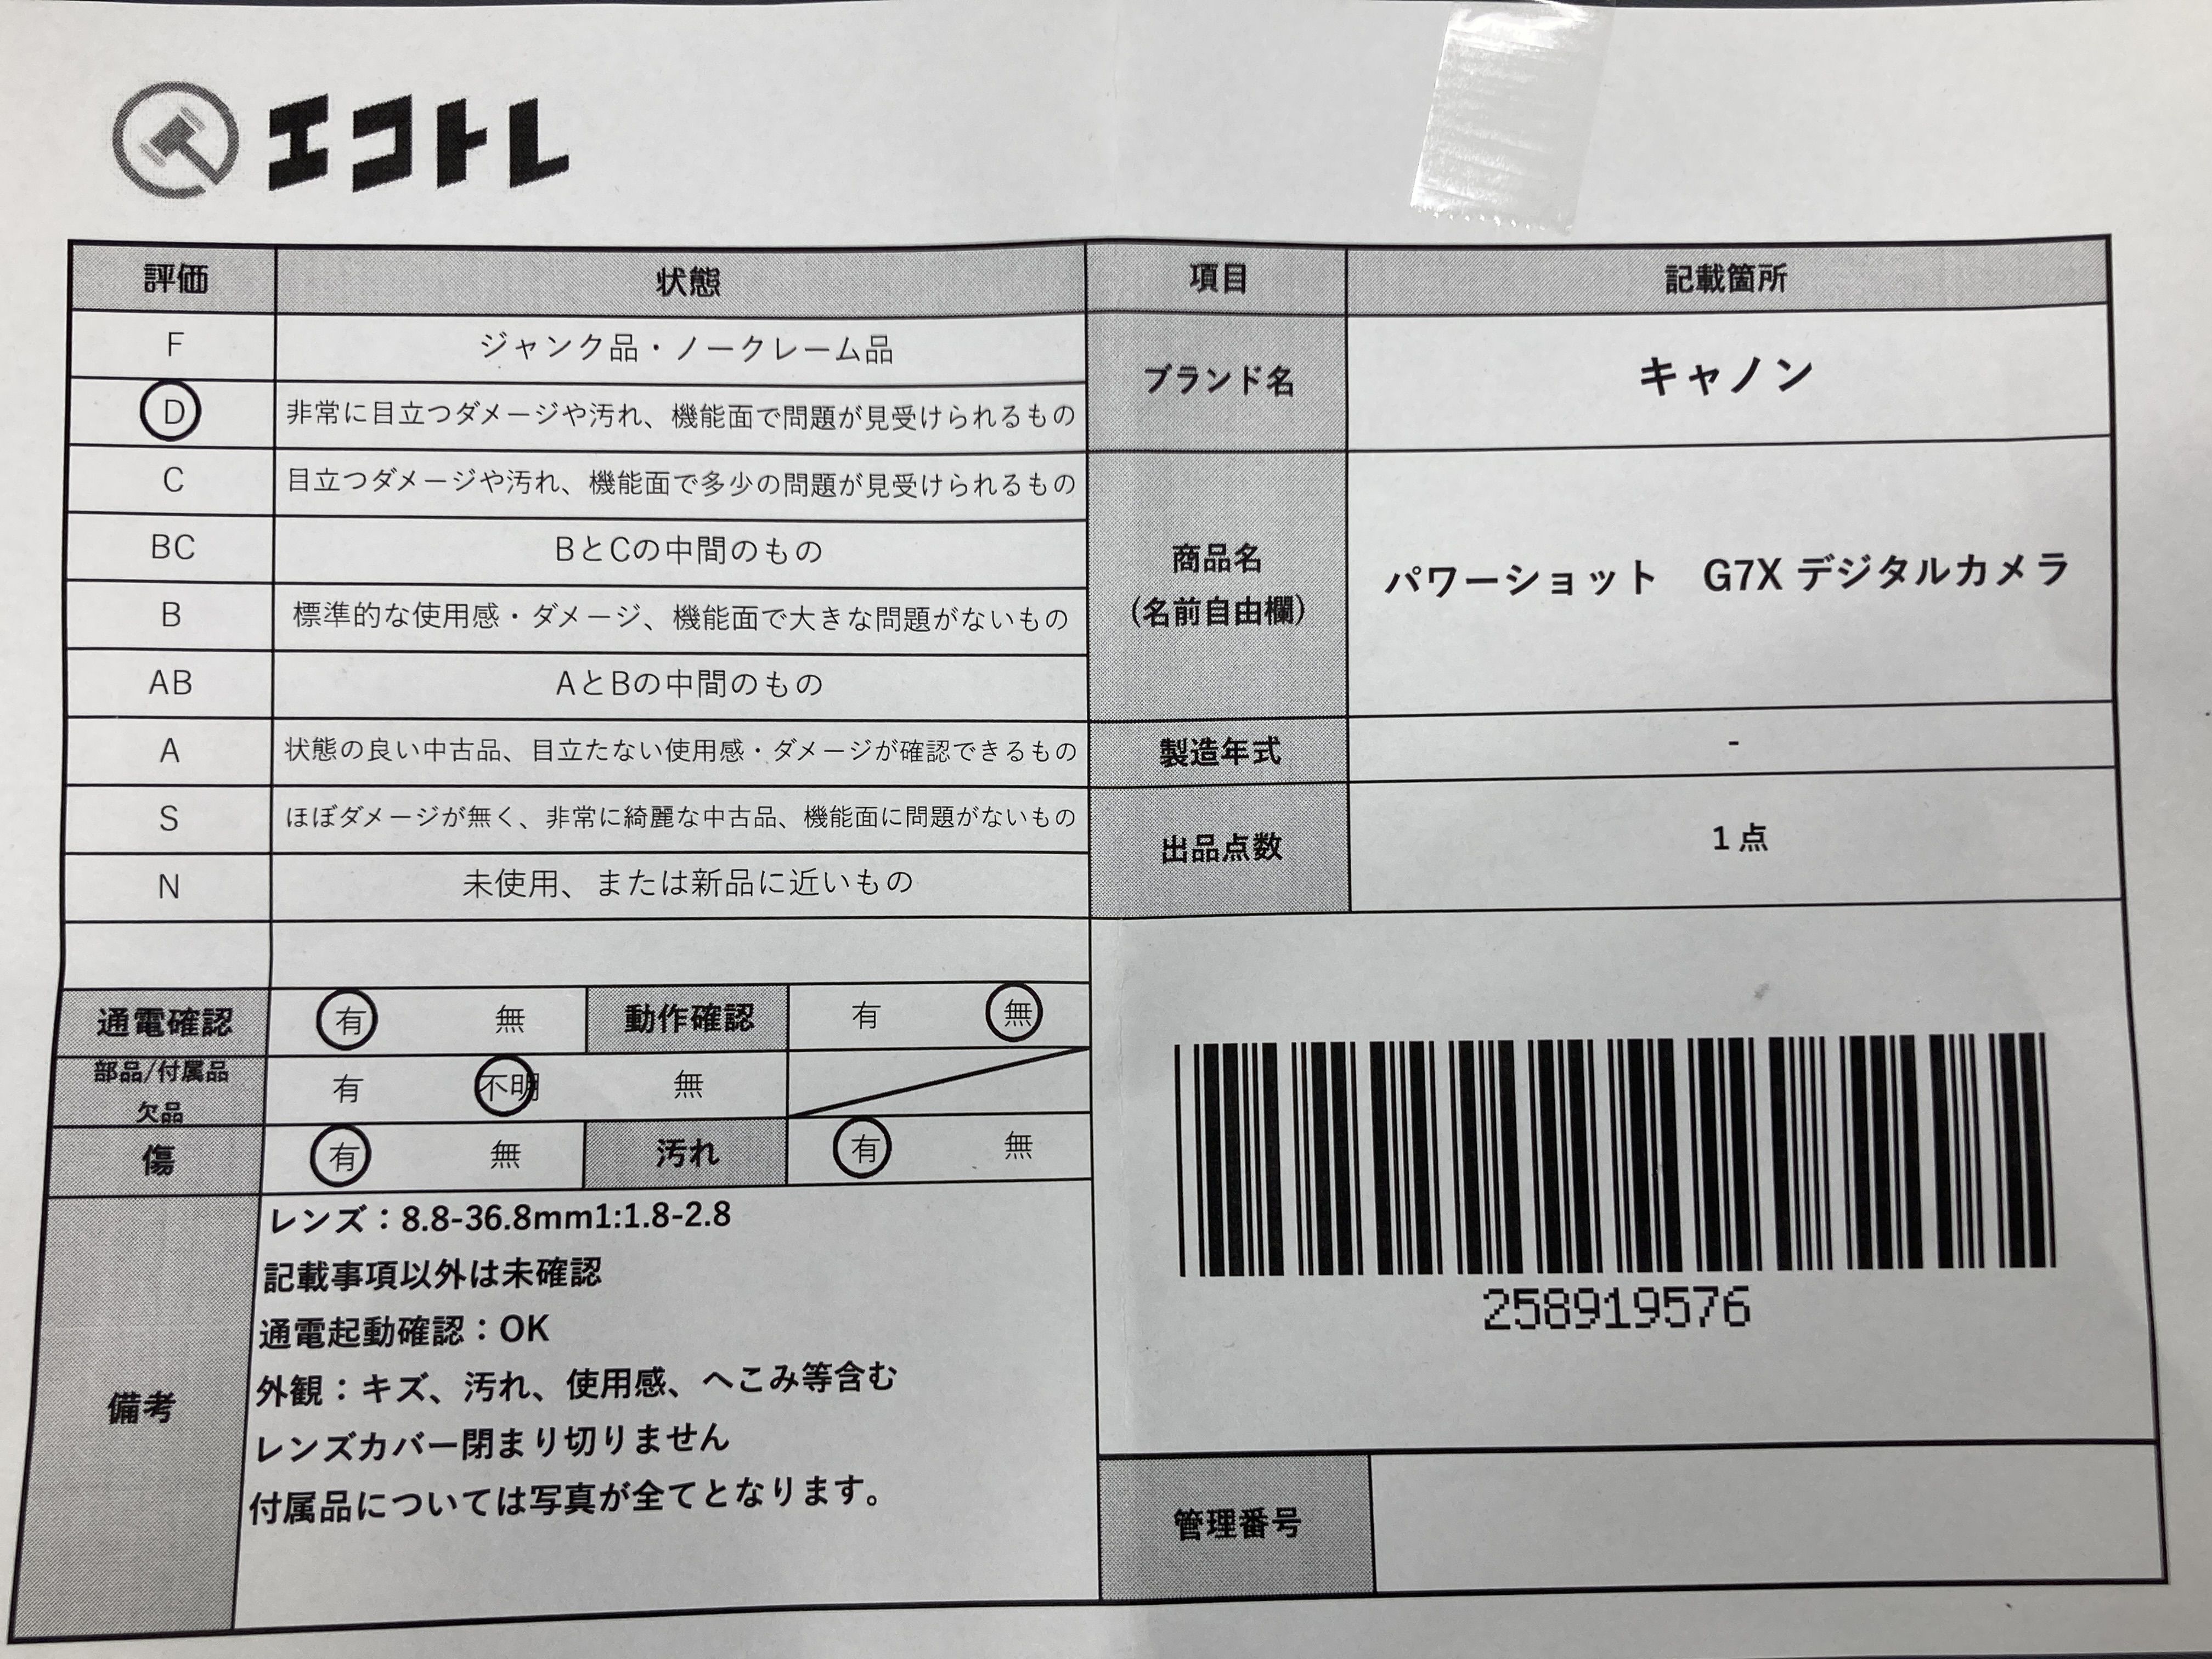 エコトレ
評価 状態 項目 記載箇所
F ジャンク品・ノークレーム品
D 非常に目立つダメージや汚れ、機能面で問題が見受けられるもの
ブランド名 キャノン
C 目立つダメージや汚れ、機能面で多少の問題が見受けられるもの
BC BとCの中間のもの
B 標準的な使用感・ダメージ、機能面で大きな問題がないもの
AB AとBの中間のもの
商品名
(名前自由欄)
パワーショット　G7X デジタルカメラ
A 状態の良い中古品、目立たない使用感・ダメージが確認できるもの
製造年式 -
S ほぼダメージが無く、非常に綺麗な中古品、機能面に問題がないもの
N 未使用、または新品に近いもの
出品点数 1 点
通電確認 有 無 動作確認 有 無
部品/付属品
欠品
有 不明 無
傷 有 無 汚れ 有 無
備考
レンズ：8.8-36.8mm1:1.8-2.8
記載事項以外は未確認
通電起動確認：OK
外観：キズ、汚れ、使用感、へこみ等含む
レンズカバー閉まり切りません
付属品については写真が全てとなります。
258919576
管理番号